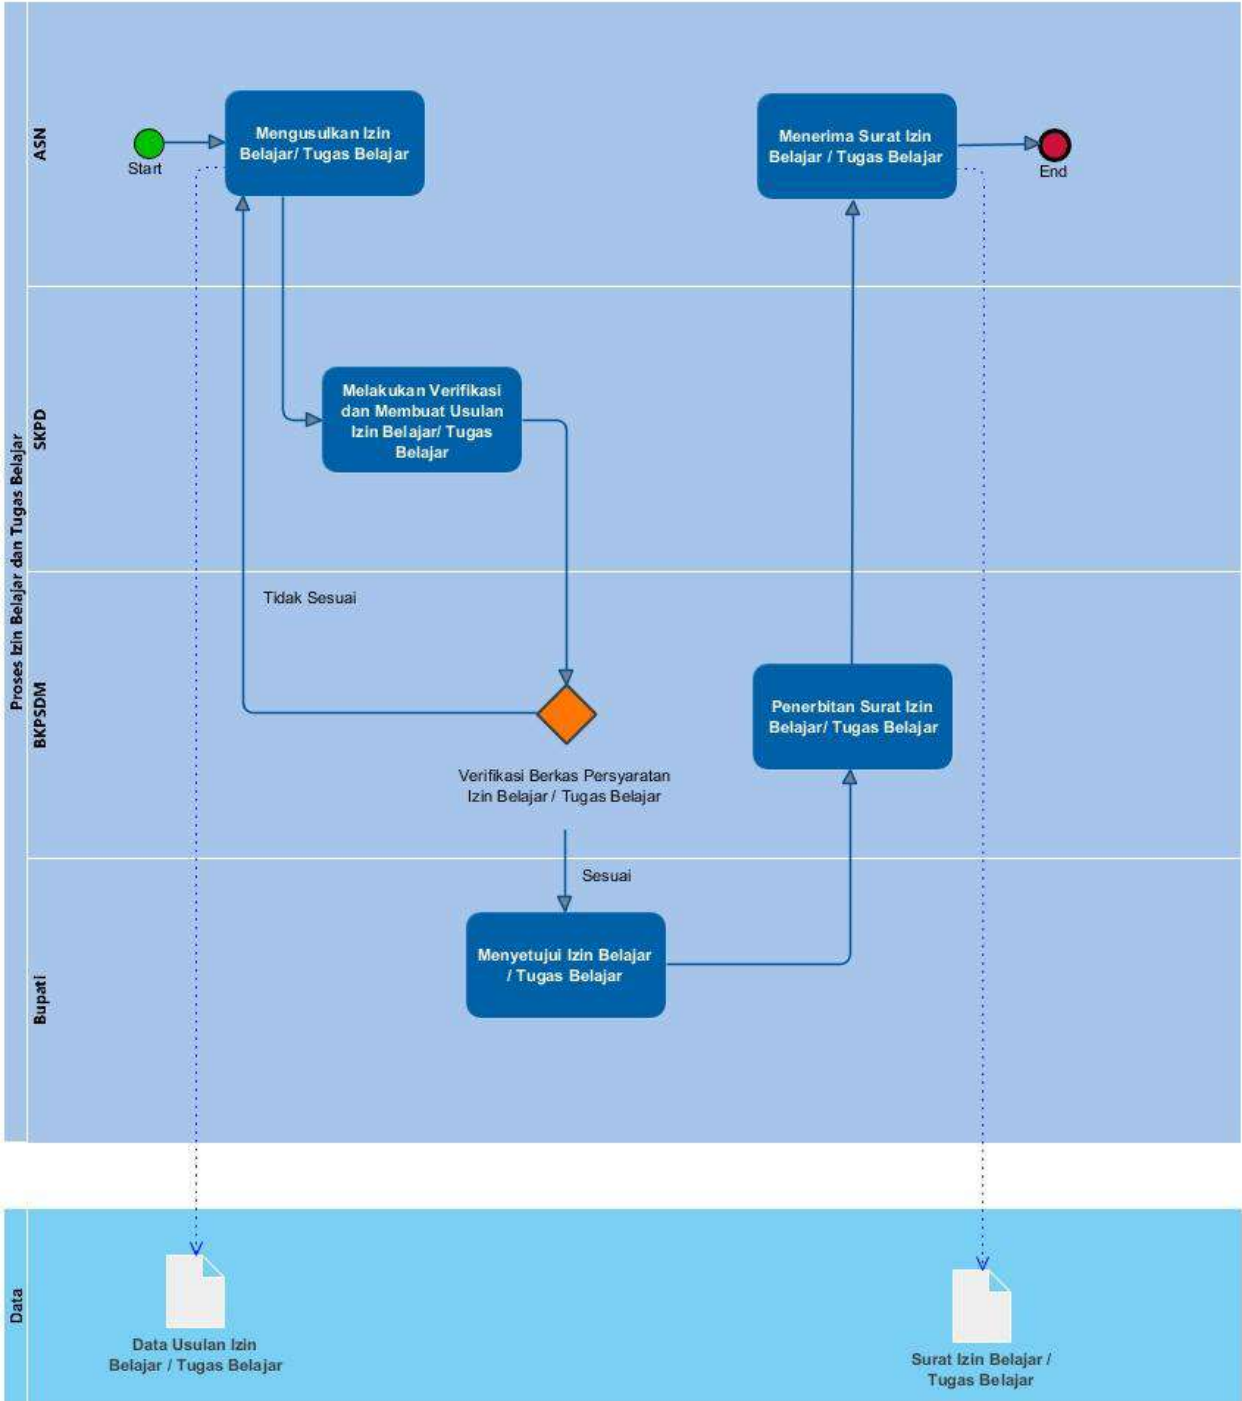 Proses Izin Belajar dan Tugas Belajar
ASN
Start
Mengusulkan Izin
Belajar/ Tugas Belajar
Menerima Surat Izin
Belajar / Tugas Belajar
End
SKPD
Melakukan Verifikasi
dan Membuat Usulan
Izin Belajar/ Tugas
Belajar
BKPSDM
Tidak Sesuai
Verifikasi Berkas Persyaratan
Izin Belajar / Tugas Belajar
Penerbitan Surat Izin
Belajar/ Tugas Belajar
Bupati
Sesuai
Menyetujui Izin Belajar
/ Tugas Belajar
Data
Data Usulan Izin
Belajar / Tugas Belajar
Surat Izin Belajar /
Tugas Belajar